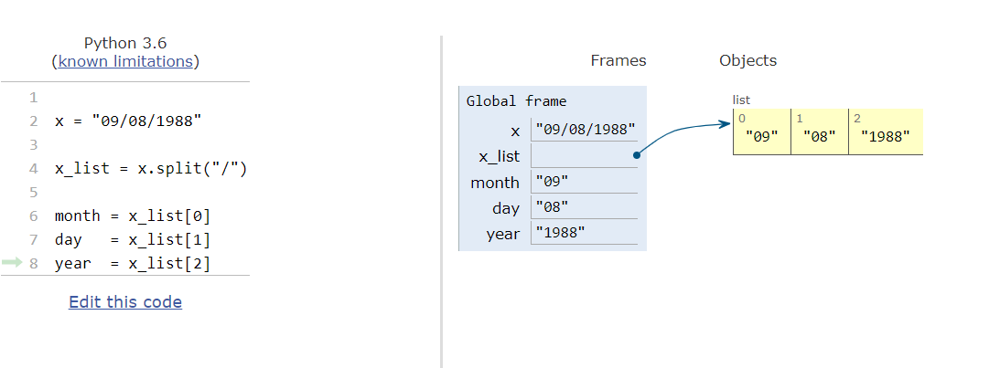 Python 3.6
(known limitations)
1
2 x = "09/08/1988"
3
4 x_list = x.split("/")
5
6 month = x_list[0]
7 day   = x_list[1]
8 year  = x_list[2]
Edit this code
Frames
Objects
Global frame
x "09/08/1988"
x_list
month "09"
day "08"
year "1988"
list
0 1 2
"09" "08" "1988"